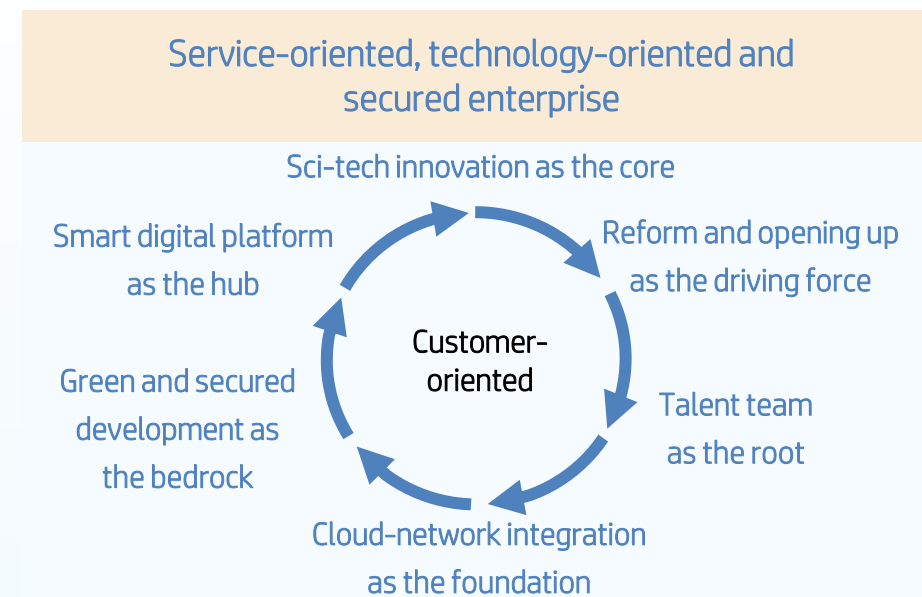 Service-oriented, technology-oriented and
secured enterprise
Sci-tech innovation as the core
Reform and opening up
as the driving force
Talent team
as the root
Cloud-network integration
as the foundation
Green and secured
development as
the bedrock
Smart digital platform
as the hub
Customer-
oriented